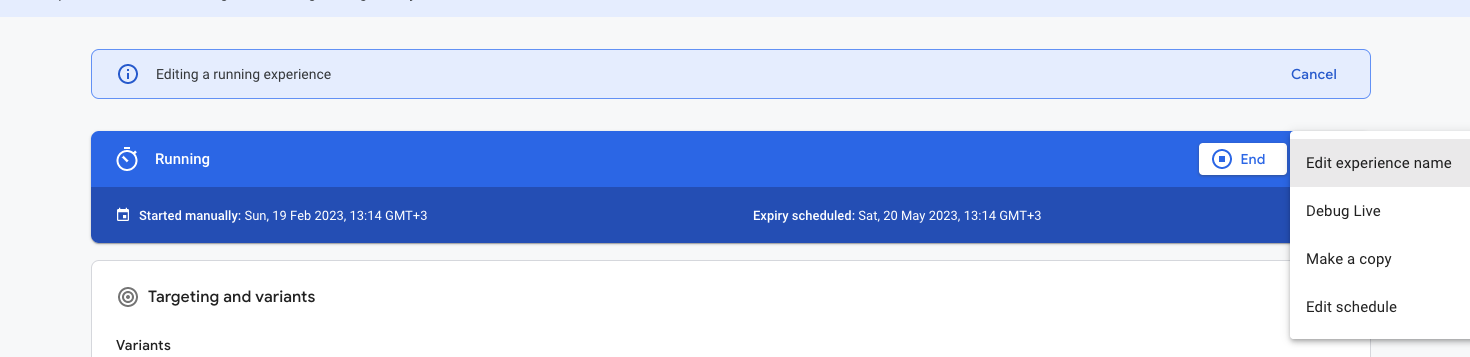 Editing a running experience
Cancel
Running
End
Started manually: Sun, 19 Feb 2023, 13:14 GMT+3
Expiry scheduled: Sat, 20 May 2023, 13:14 GMT+3
Edit experience name
Debug Live
Make a copy
Edit schedule
Targeting and variants
Variants